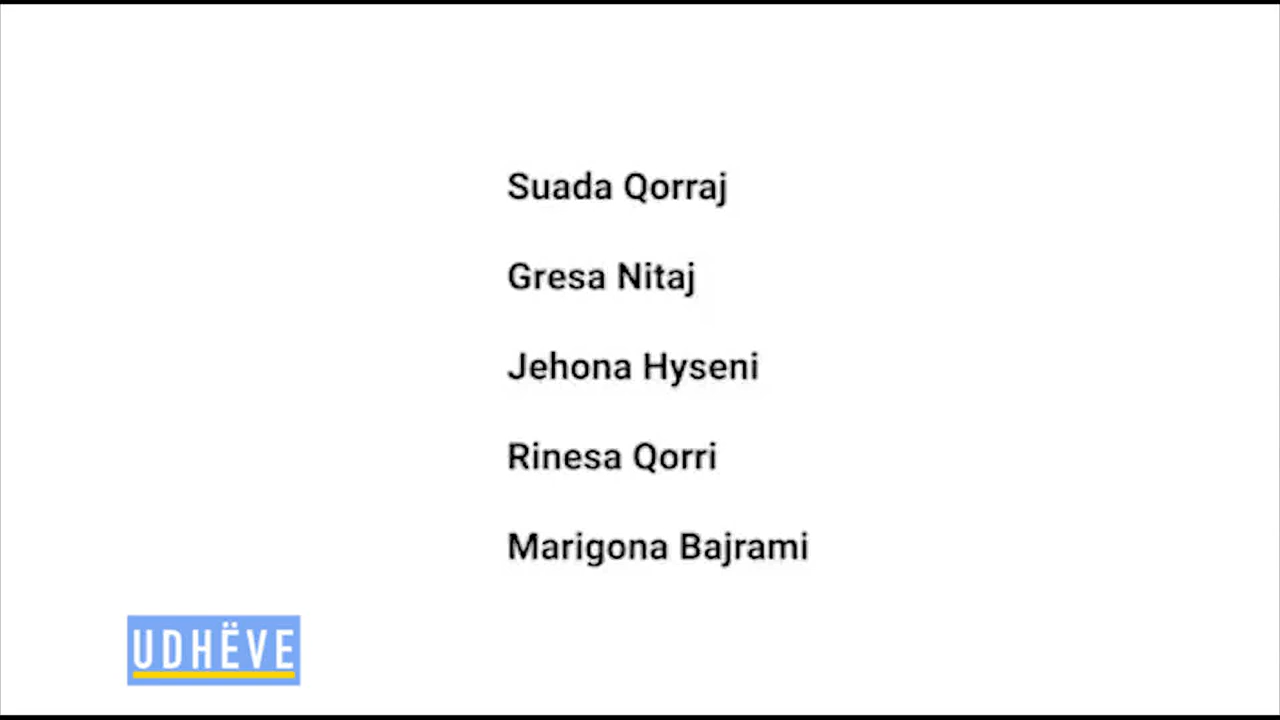 Suada Qorraj
Gresa Nitaj
Jehona Hyseni
Rinesa Qorri
Marigona Bajrami
UDHËVE